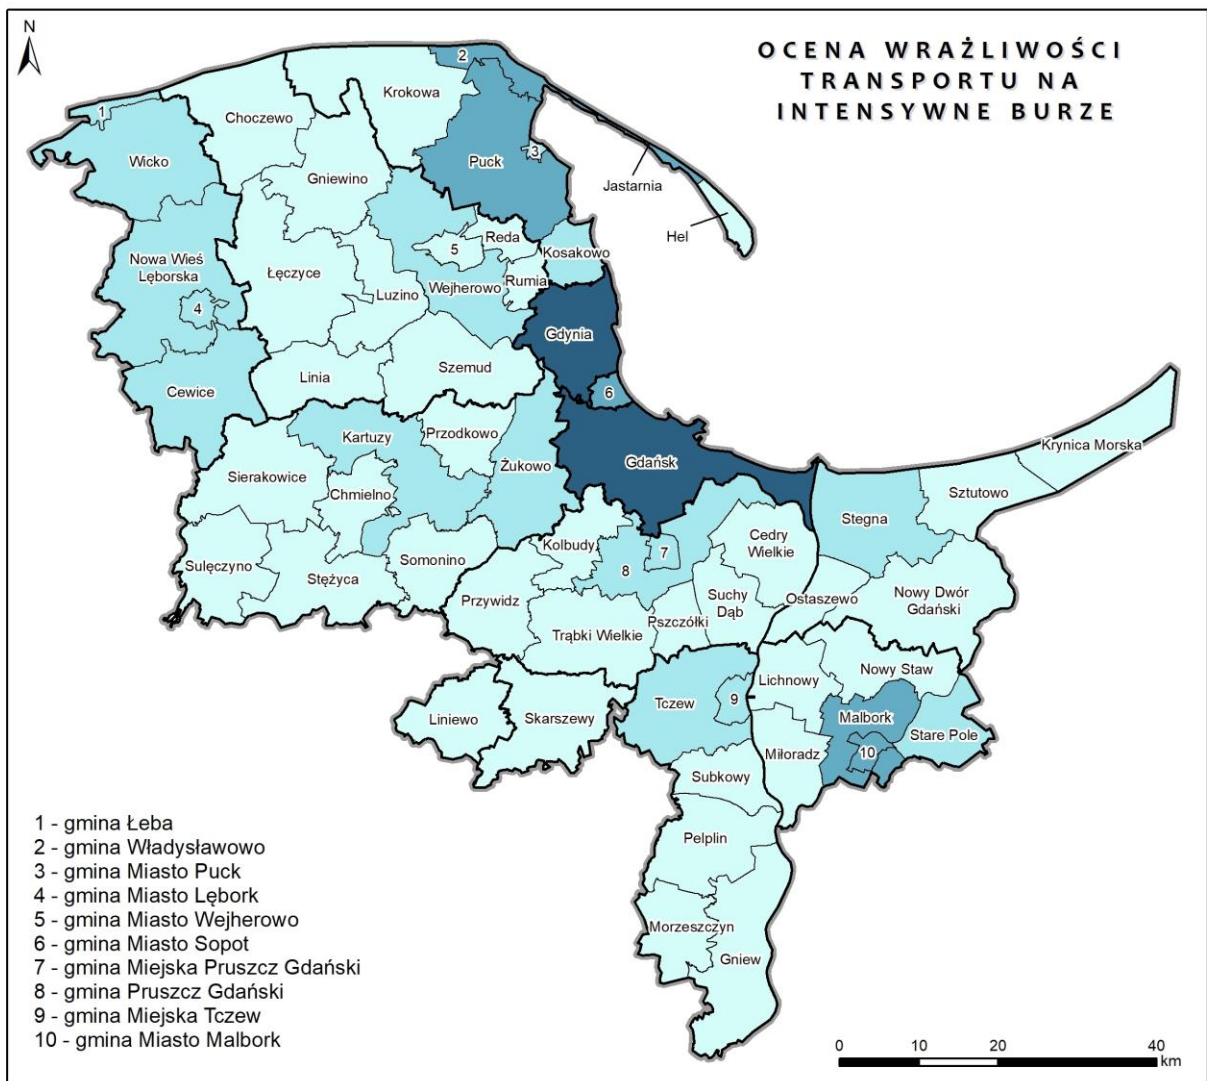 N
OCENA WRAŻLIWOŚCI
TRANSPORTU NA
INTENSYWNE BURZE
2
Krokowa
1
Choczewo
Wicko
Puck
3
Gniewino
Jastarnia
Reda
Hel
5
Kosakowo
Nowa Wieś
Lęborska
Łęczyce
Rumia
Wejherowo
Luzino
4
Gdynia
Szemud
Linia
Cewice
6
Kartuzy
Przodkowo
Krynica Morska
Gdańsk
Żukowo
Sierakowice
Chmielno
Sztutowo
Stegna
Cedry
Wielkie
Kolbudy
7
Somonino
Sulęczyno
8
Stężyca
Nowy Dwór
Gdański
Suchy
Dąb
Ostaszewo
Przywidz
Pszczółki
Trąbki Wielkie
Nowy Staw
Lichnowy
Tczew
9
Liniewo
Skarszewy
Malbork
Stare Pole
Miłoradz
10
Subkowy
Pelplin
Morzeszczyn
Gniew
1 - gmina Łeba
2 - gmina Władysławowo
3 - gmina Miasto Puck
4 - gmina Miasto Lębork
5 - gmina Miasto Wejherowo
6 - gmina Miasto Sopot
7 - gmina Miejska Pruszcz Gdański
8 - gmina Pruszcz Gdański
9 - gmina Miejska Tczew
10 - gmina Miasto Malbork
0 10 20 40
km